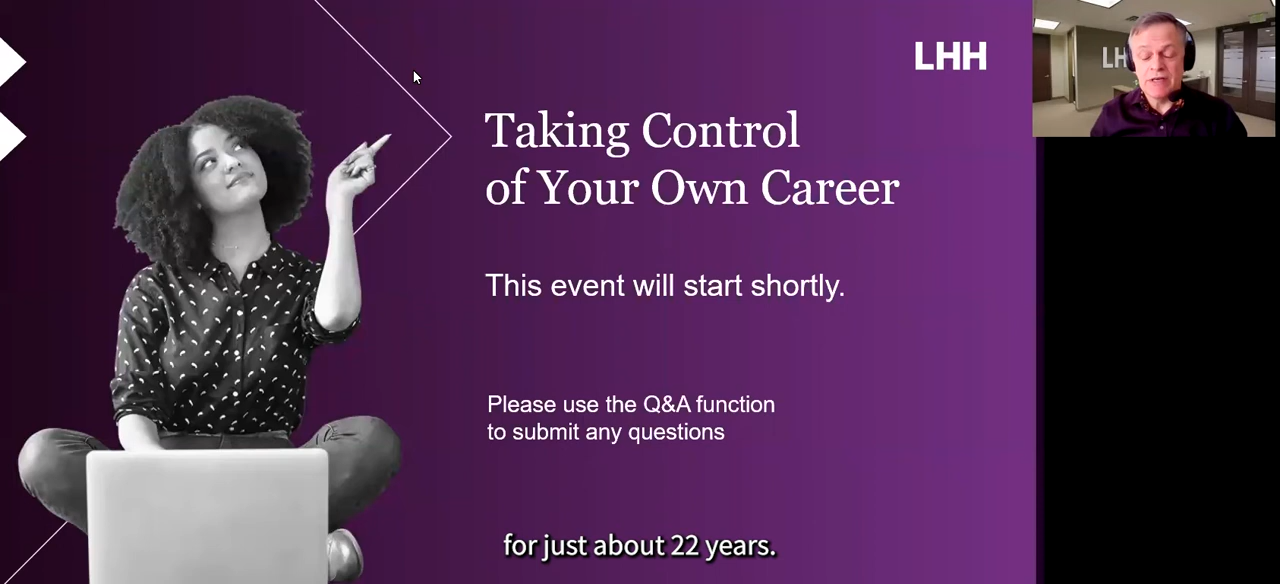 LHH
LH
Taking Control
of Your Own Career
This event will start shortly.
Please use the Q&A function
to submit any questions
for just about 22 years.